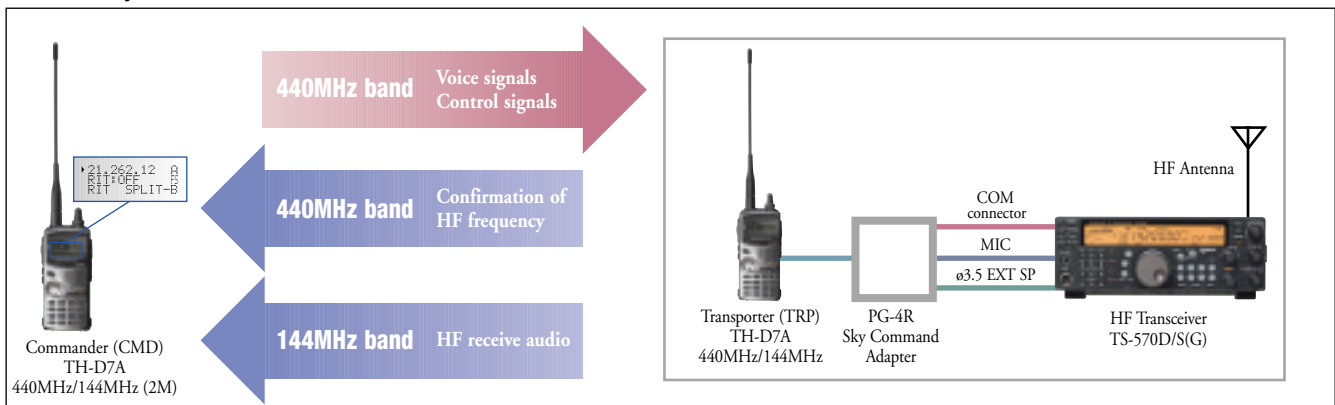 440MHz band
Voice signals
Control signals
21.262.12 A
RIT:OFF
RIT SPLIT-B
440MHz band
Confirmation of
HF frequency
144MHz band
HF receive audio
Commander (CMD)
TH-D7A
440MHz/144MHz (2M)
HF Antenna
COM
connector
MIC
ø3.5 EXT SP
Transporter (TRP)
TH-D7A
440MHz/144MHz
PG-4R
Sky Command
Adapter
HF Transceiver
TS-570D/S(G)